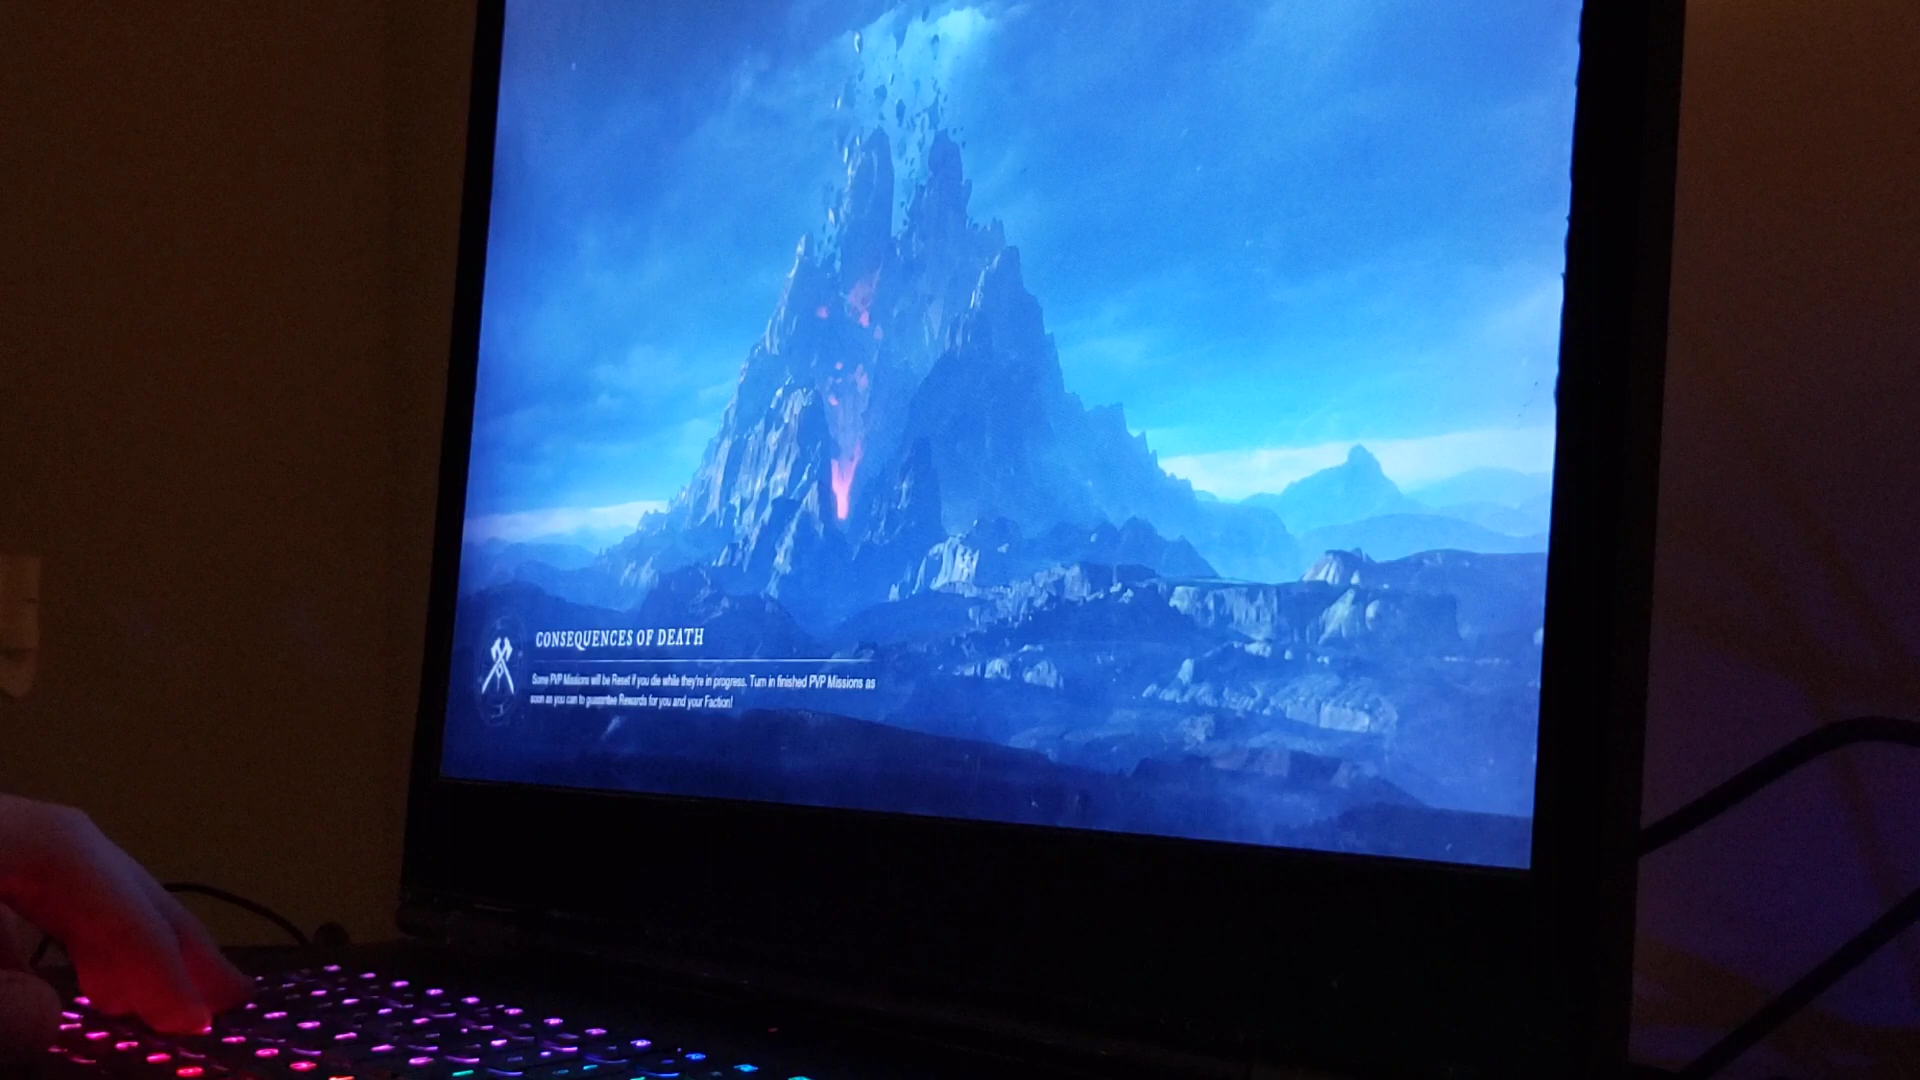 CONSEQUENCES OF DEATH
Some PVP Missions will be Reset if you die while they're in progress. Turn in finished PVP Missions as
soon as you can to guarantee Rewards for you and your Faction!